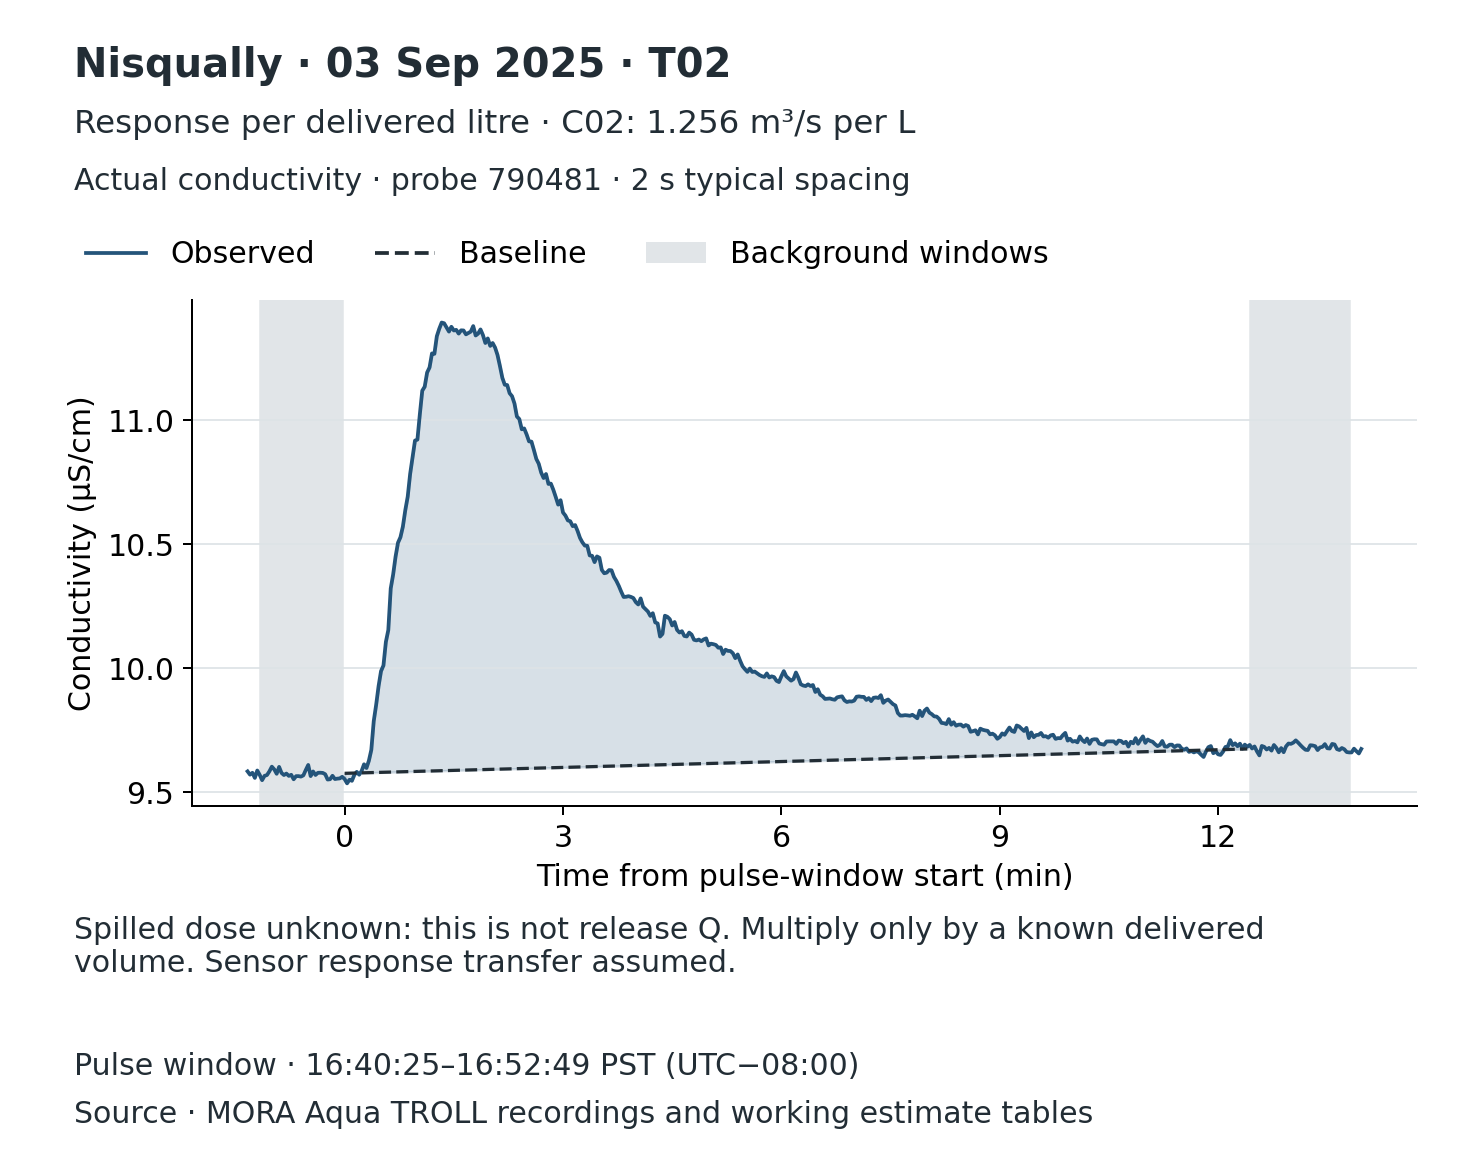 Nisqually · 03 Sep 2025 · T02
Response per delivered litre · C02: 1.256 m³/s per L
Actual conductivity · probe 790481 · 2 s typical spacing
Observed
Baseline
Background windows
Conductivity (µS/cm)
11.0
10.5
10.0
9.5
0
3
6
9
12
Time from pulse-window start (min)
Spilled dose unknown: this is not release Q. Multiply only by a known delivered
volume. Sensor response transfer assumed.
Pulse window · 16:40:25–16:52:49 PST (UTC−08:00)
Source · MORA Aqua TROLL recordings and working estimate tables